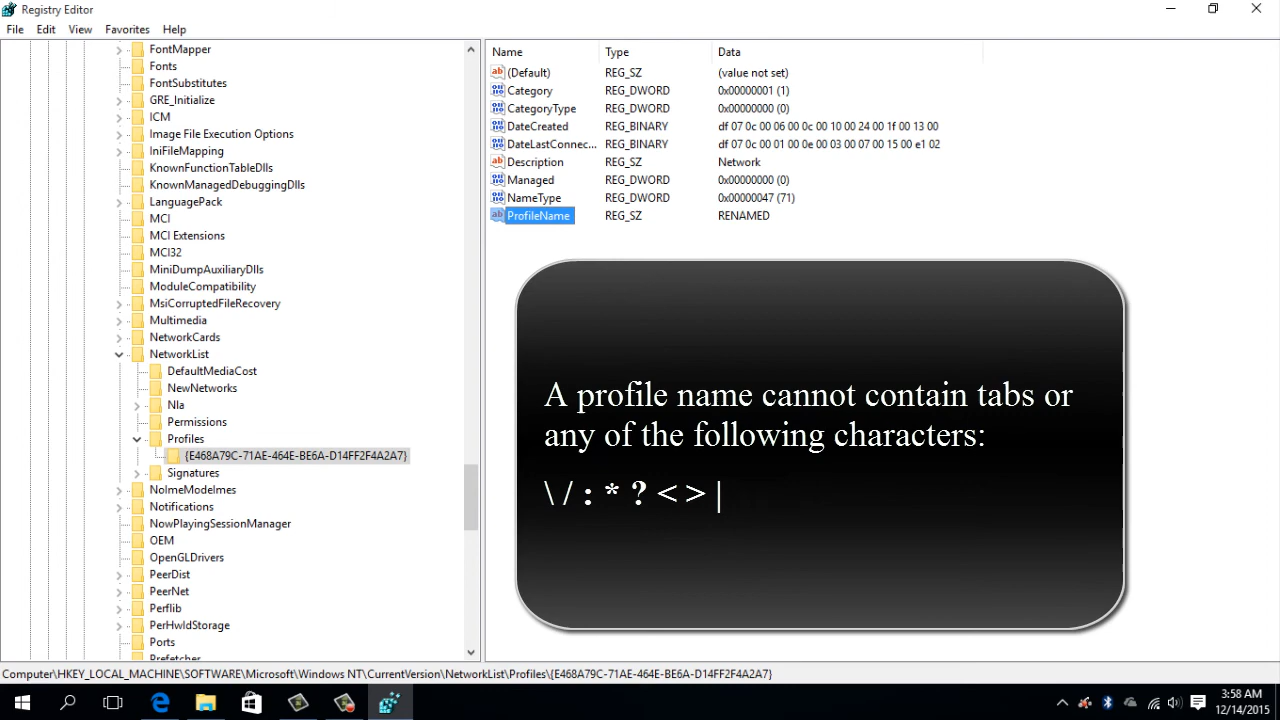 Registry Editor
File Edit View Favorites Help
FontMapper
Fonts
FontSubstitutes
GRE_Initialize
ICM
Image File Execution Options
IniFileMapping
KnownFunctionTableDlls
KnownManagedDebuggingDlls
LanguagePack
MCI
MCI Extensions
MCI32
MiniDumpAuxiliaryDlls
ModuleCompatibility
MsiCorruptedFileRecovery
Multimedia
NetworkCards
NetworkList
DefaultMediaCost
NewNetworks
Nla
Permissions
Profiles
{E468A79C-71AE-464E-BE6A-D14FF2F4A2A7}
Signatures
NoImeModeImes
Notifications
NowPlayingSessionManager
OEM
OpenGLDrivers
PeerDist
PeerNet
Perflib
PerHwIdStorage
Ports
Prefetcher
Name Type Data
(Default) REG_SZ (value not set)
Category REG_DWORD 0x00000001 (1)
CategoryType REG_DWORD 0x00000000 (0)
DateCreated REG_BINARY df 07 0c 00 06 00 0c 00 10 00 24 00 1f 00 13 00
DateLastConnec... REG_BINARY df 07 0c 00 01 00 0e 00 03 00 07 00 15 00 e1 02
Description REG_SZ Network
Managed REG_DWORD 0x00000000 (0)
NameType REG_DWORD 0x00000047 (71)
ProfileName REG_SZ RENAMED
A profile name cannot contain tabs or
any of the following characters:
\ / : * ? < > |
Computer\HKEY_LOCAL_MACHINE\SOFTWARE\Microsoft\Windows NT\CurrentVersion\NetworkList\Profiles\{E468A79C-71AE-464E-BE6A-D14FF2F4A2A7}
3:58 AM
12/14/2015